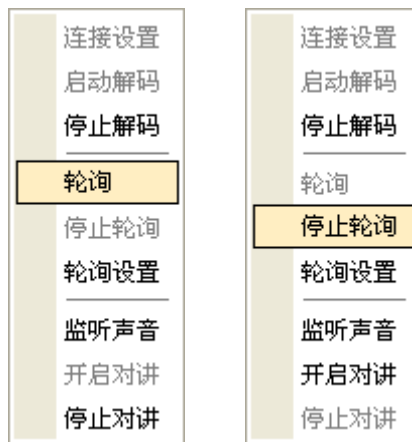 连接设置
启动解码
停止解码
轮询
停止轮询
轮询设置
监听声音
开启对讲
停止对讲
连接设置
启动解码
停止解码
轮询
停止轮询
轮询设置
监听声音
开启对讲
停止对讲